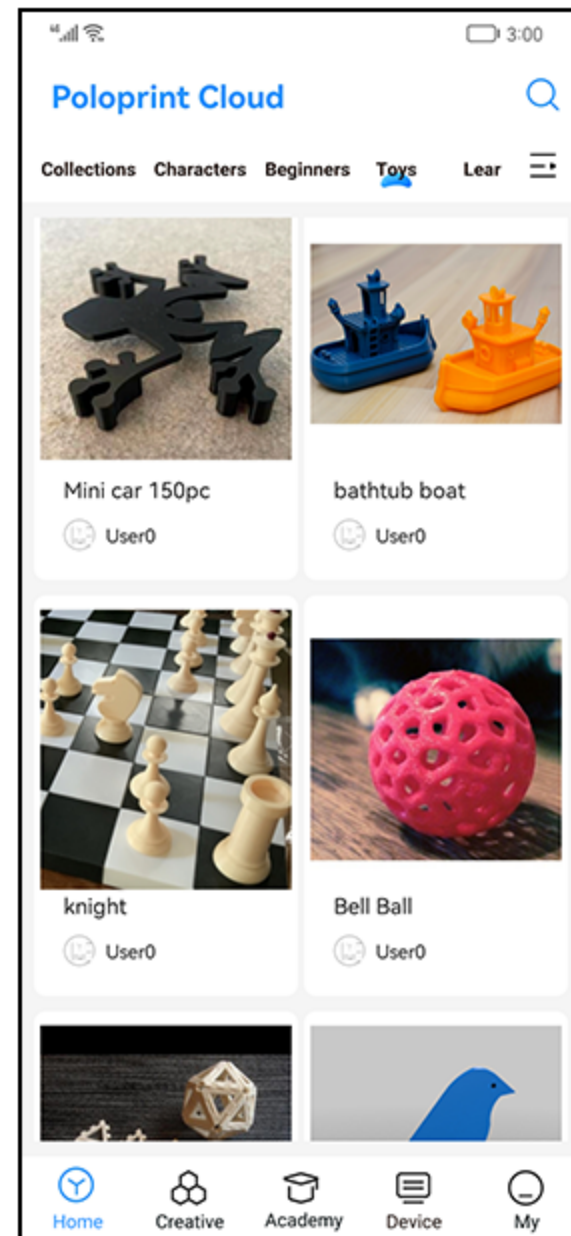 3:00
Poloprint Cloud
Collections Characters Beginners Toys Lear
Mini car 150pc
User0
bathtub boat
User0
knight
User0
Bell Ball
User0
Home Creative Academy Device My